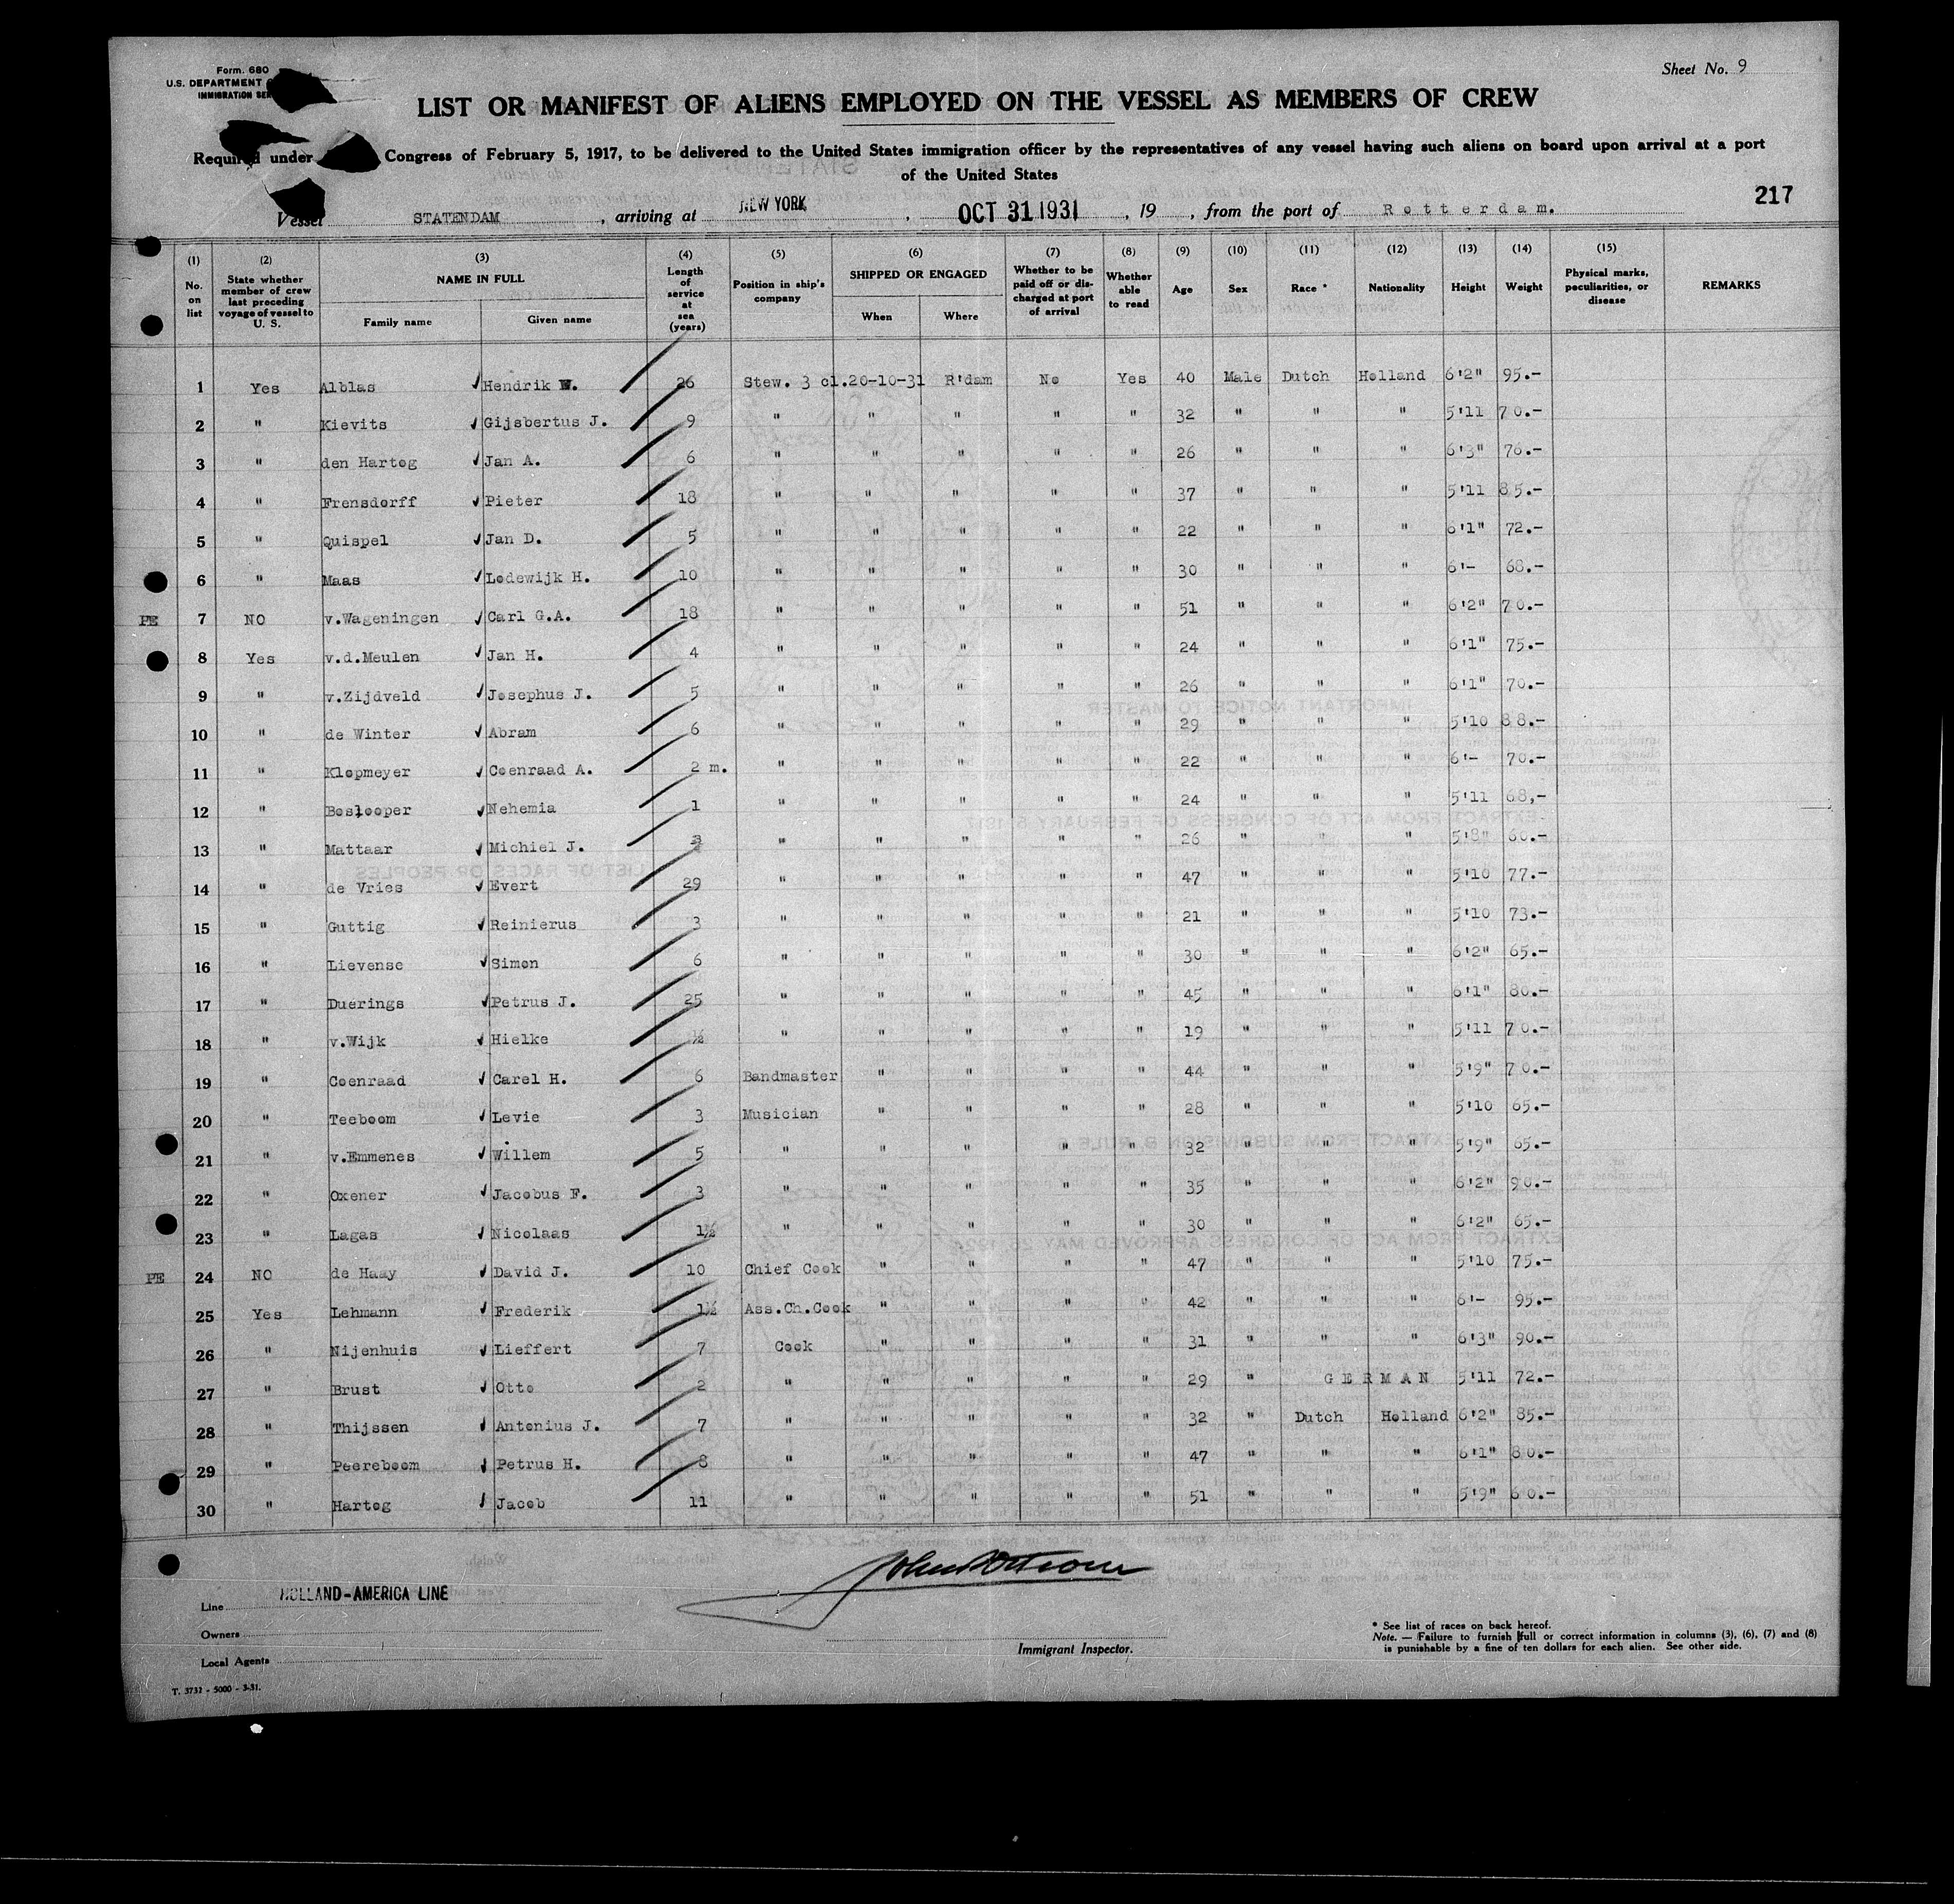 Form. 680
Sheet No. 9
U.S. DEPARTMENT
IMMIGRATION SER
LIST OR MANIFEST OF ALIENS EMPLOYED ON THE VESSEL AS MEMBERS OF CREW
Required under Congress of February 5, 1917, to be delivered to the United States immigration officer by the representatives of any vessel having such aliens on board upon arrival at a port
of the United States
217
Vessel STATENDAM , arriving at NEW YORK , OCT 31 1931 , 19 , from the port of Rotterdam.
(1) No. on list (2) State whether member of crew last preceding voyage of vessel to U. S. (3) NAME IN FULL Family name Given name (4) Length of service at sea (years) (5) Position in ship's company (6) SHIPPED OR ENGAGED When Where (7) Whether to be paid off or discharged at port of arrival (8) Whether able to read (9) Age (10) Sex (11) Race * (12) Nationality (13) Height (14) Weight (15) Physical marks, peculiarities, or disease REMARKS
1 Yes Alblas Hendrik W. 26 Stew. 3 cl. 20-10-31 R'dam No Yes 40 Male Dutch Holland 6'2" 95.-
2 " Kievits Gijsbertus J. 9 " " " " " 32 " " " 5'11 70.-
3 " den Hartog Jan A. 6 " " " " " 26 " " " 6'3" 76.-
4 " Frensdorff Pieter 18 " " " " " 37 " " " 5'11 85.-
5 " Quispel Jan D. 5 " " " " " 22 " " " 6'1" 72.-
6 " Maas Lodewijk H. 10 " " " " " 30 " " " 6'- 68.-
PE 7 NO v.Wageningen Carl G.A. 18 " " " " " 51 " " " 6'2" 70.-
8 Yes v.d.Meulen Jan H. 4 " " " " " 24 " " " 6'1" 75.-
9 " v.Zijdveld Josephus J. 5 " " " " " 26 " " " 6'1" 70.-
10 " de Winter Abram 6 " " " " " 29 " " " 5'10 88.-
11 " Klopmeyer Coenraad A. 2 m. " " " " " 22 " " " 6'- 70.-
12 " Boslooper Nehemia 1 " " " " " 24 " " " 5'11 68,-
13 " Mattaar Michiel J. " " " " " 26 " " " 5'8" 60.-
14 " de Vries Evert 29 " " " " " 47 " " " 5'10 77.-
15 " Guttig Reinierus 3 " " " " " 21 " " " 5'10 73.-
16 " Lievense Simon 6 " " " " " 30 " " " 6'2" 65.-
17 " Duerings Petrus J. 25 " " " " " 45 " " " 6'1" 80.-
18 " v.Wijk Hielke ½ " " " " " 19 " " " 5'11 70.-
19 " Coenraad Carel H. 6 Bandmaster " " " " 44 " " " 5'9" 70.-
20 " Teeboom Levie 3 Musician " " " " 28 " " " 5'10 65.-
21 " v.Emmenes Willem 5 " " " " " 32 " " " 5'9" 65.-
22 " Oxener Jacobus F. 3 " " " " " 35 " " " 6'2" 90.-
23 " Lagas Nicolaas 1½ " " " " " 30 " " " 6'2" 65.-
PE 24 NO de Haay David J. 10 Chief Cook " " " " 47 " " " 5'10 75.-
25 Yes Lehmann Frederik 1½ Ass.Ch.Cook " " " " 42 " " " 6'- 95.-
26 " Nijenhuis Lieffert 7 Cook " " " " 31 " " " 6'3" 90.-
27 " Brust Otto 2 " " " " " 29 " GERMAN 5'11 72.-
28 " Thijssen Antonius J. 7 " " " " " 32 " Dutch Holland 6'2" 85.-
29 " Peereboom Petrus H. 8 " " " " " 47 " " " 6'1" 80.-
30 " Hartog Jacob 11 " " " " " 51 " " " 5'9" 60.-
Line HOLLAND-AMERICA LINE
Owners
Local Agents
Immigrant Inspector.
* See list of races on back hereof.
Note. — Failure to furnish full or correct information in columns (3), (6), (7) and (8)
is punishable by a fine of ten dollars for each alien. See other side.
T. 3732 - 5000 - 3-31.